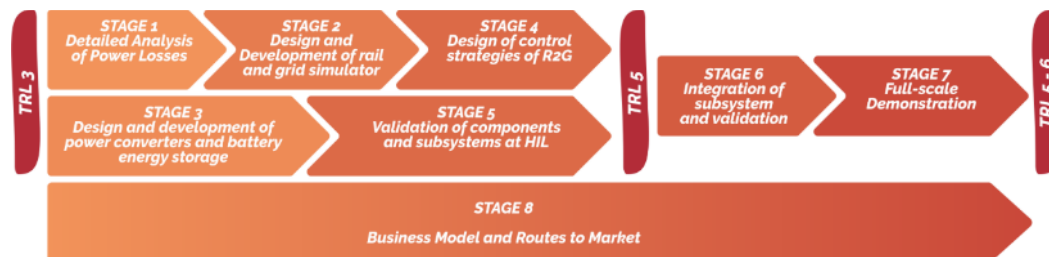 TRL 3
STAGE 1
Detailed Analysis
of Power Losses
STAGE 2
Design and
Development of rail
and grid simulator
STAGE 4
Design of control
strategies of R2G
STAGE 3
Design and development of
power converters and battery
energy storage
STAGE 5
Validation of components
and subsystems at HIL
TRL 5
STAGE 6
Integration of
subsystem
and validation
STAGE 7
Full-scale
Demonstration
TRL 5 - 6
STAGE 8
Business Model and Routes to Market